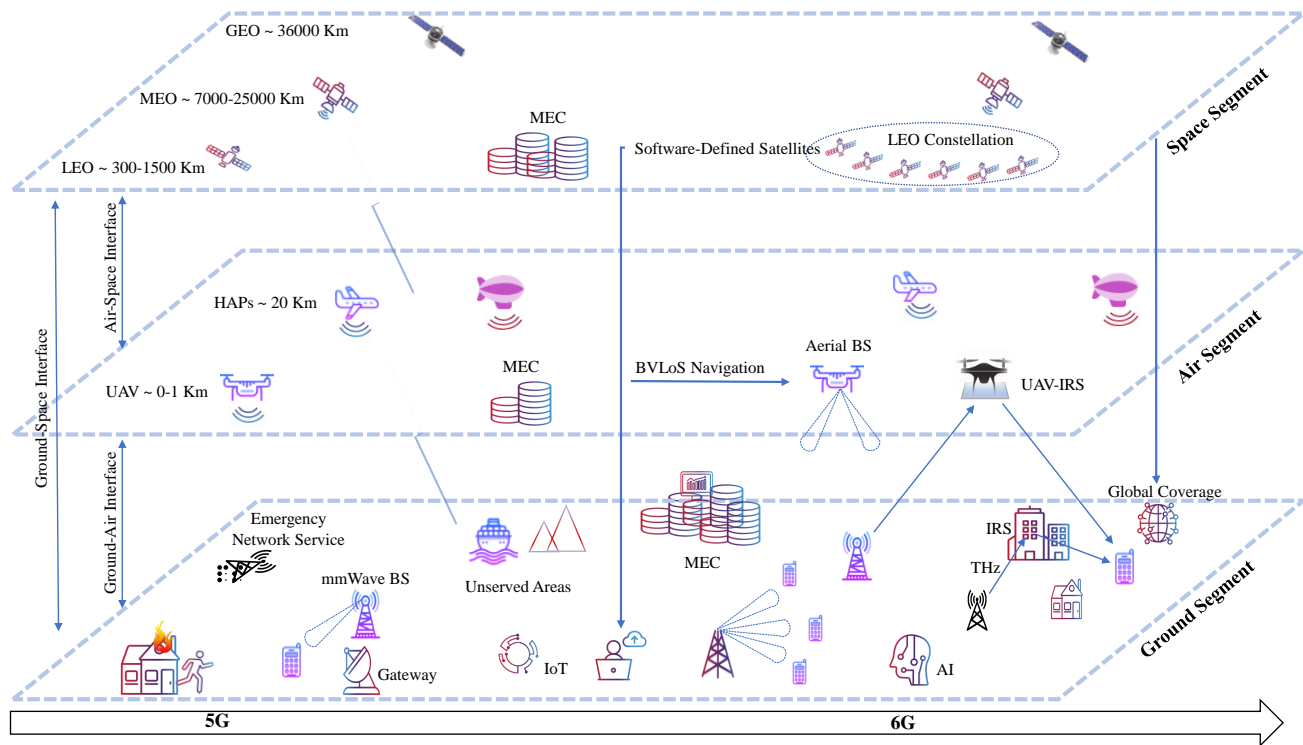 GEO ~ 36000 Km
MEO ~ 7000-25000 Km
MEC
Space Segment
Software-Defined Satellites
LEO Constellation
LEO ~ 300-1500 Km
Ground-Space Interface
Air-Space Interface
HAPs ~ 20 Km
Air Segment
MEC
Aerial BS
BVLoS Navigation
UAV ~ 0-1 Km
UAV-IRS
Ground-Air Interface
Global Coverage
Emergency
Network Service
IRS
MEC
THz
mmWave BS
Unserved Areas
Ground Segment
Gateway
IoT
AI
5G
6G